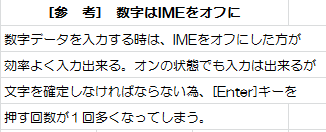 [参　考]　数字はIMEをオフに
数字データを入力する時は、IMEをオフにした方が
効率よく入力出来る。オンの状態でも入力は出来るが
文字を確定しなければならない為、[Enter]キーを
押す回数が１回多くなってしまう。